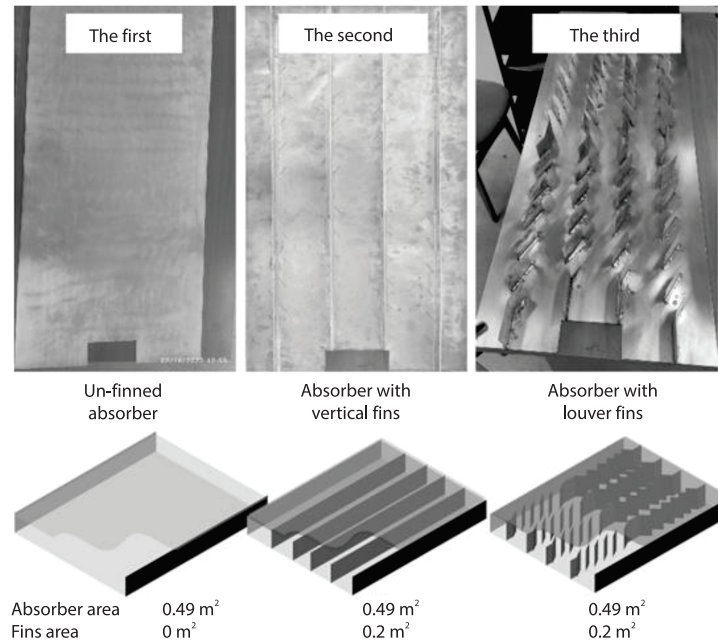 The first
The second
The third
Un-finned
absorber
Absorber with
vertical fins
Absorber with
louver fins
Absorber area 0.49 m² 0.49 m² 0.49 m²
Fins area 0 m² 0.2 m² 0.2 m²